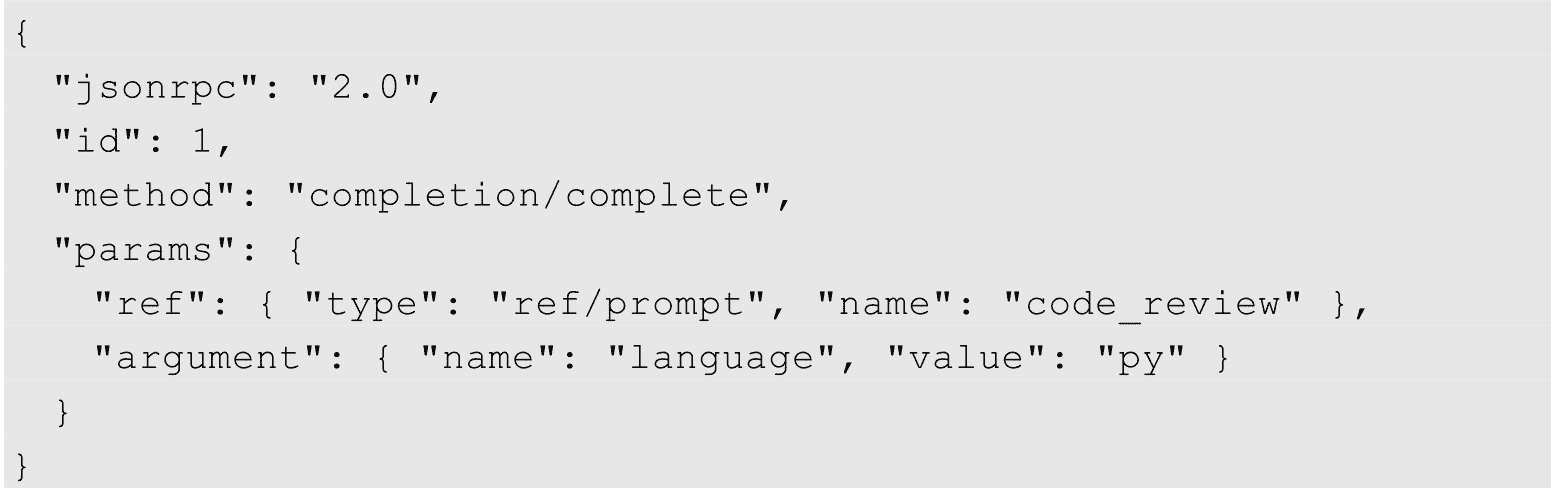 {
  "jsonrpc": "2.0",
  "id": 1,
  "method": "completion/complete",
  "params": {
    "ref": { "type": "ref/prompt", "name": "code_review" },
    "argument": { "name": "language", "value": "py" }
  }
}